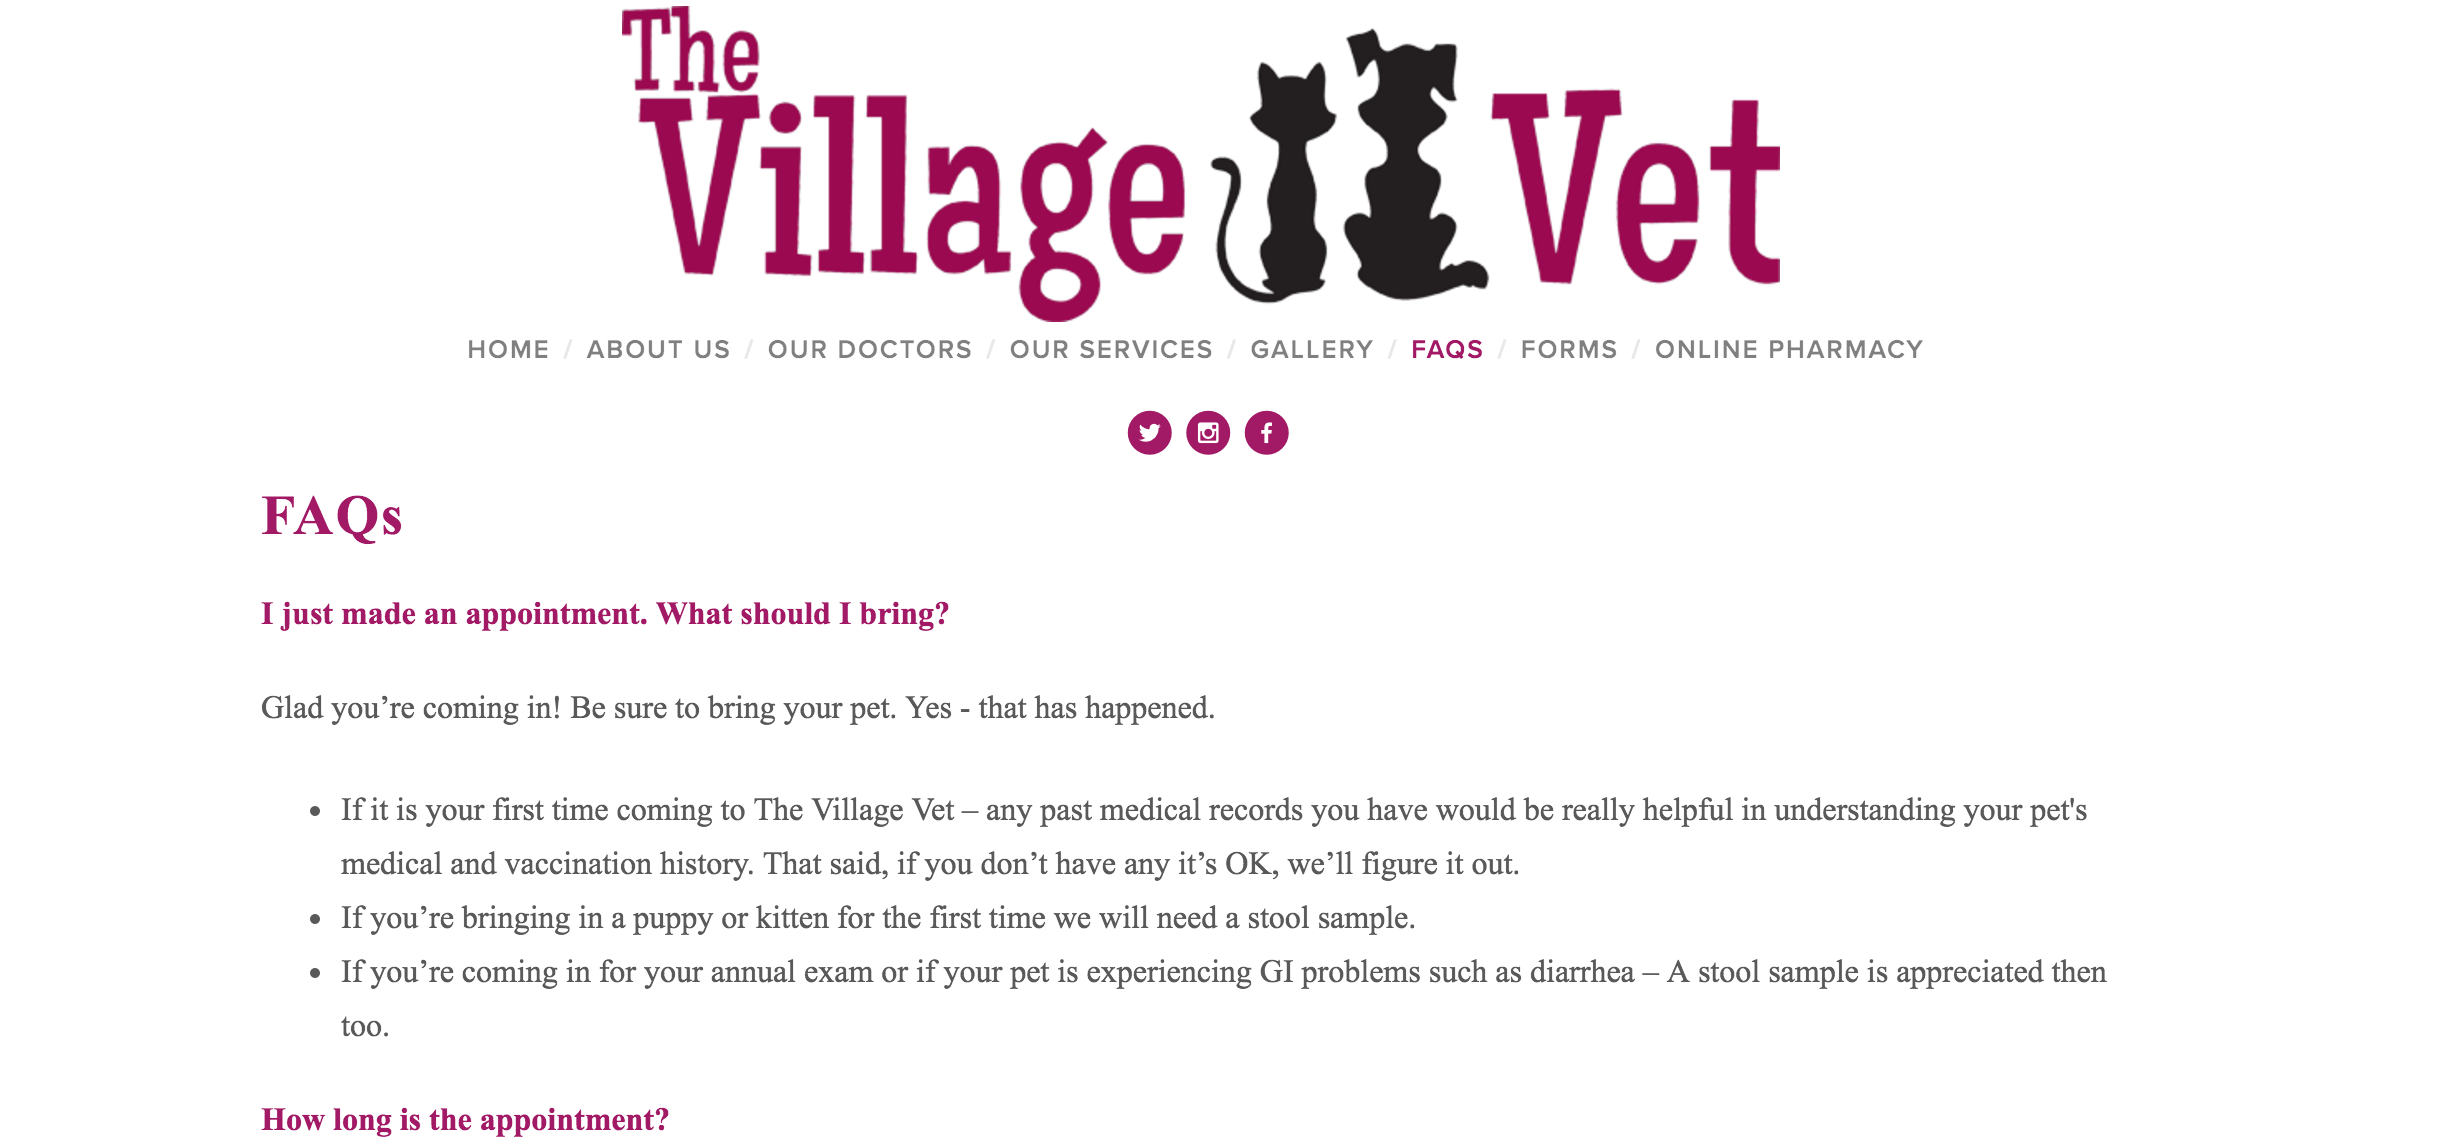 The
Village Vet
HOME / ABOUT US / OUR DOCTORS / OUR SERVICES / GALLERY / FAQS / FORMS / ONLINE PHARMACY
FAQs
I just made an appointment. What should I bring?
Glad you’re coming in! Be sure to bring your pet. Yes - that has happened.
• If it is your first time coming to The Village Vet – any past medical records you have would be really helpful in understanding your pet's
medical and vaccination history. That said, if you don’t have any it’s OK, we’ll figure it out.
• If you’re bringing in a puppy or kitten for the first time we will need a stool sample.
• If you’re coming in for your annual exam or if your pet is experiencing GI problems such as diarrhea – A stool sample is appreciated then
too.
How long is the appointment?